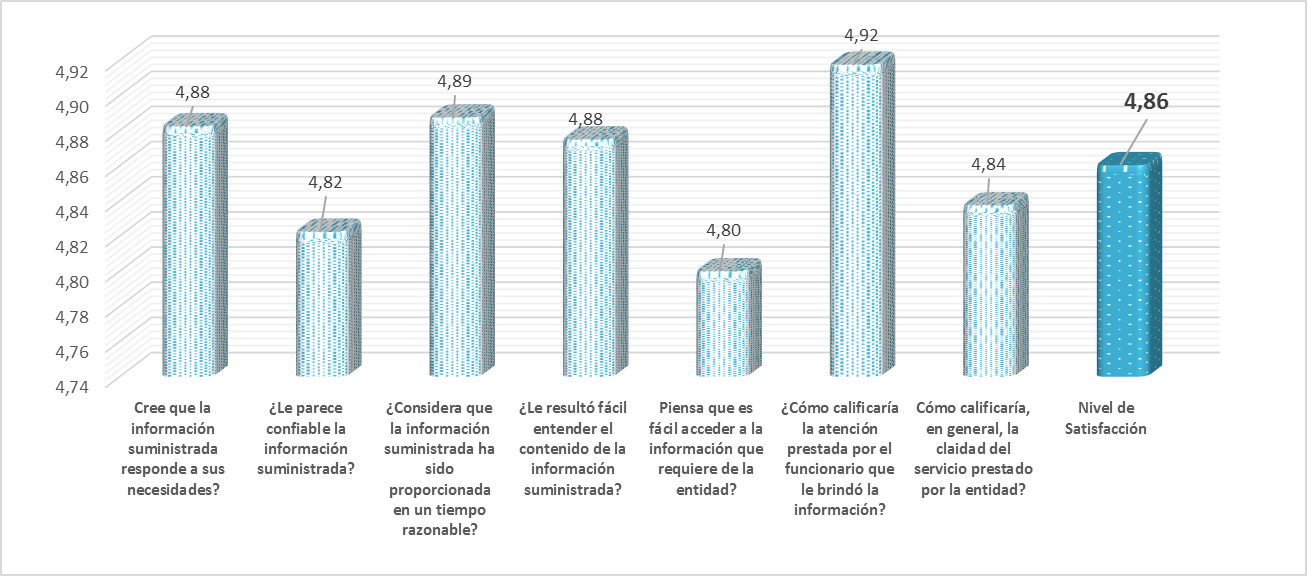 4,92
4,90
4,88
4,86
4,84
4,82
4,80
4,78
4,76
4,74
4,88
4,82
4,89
4,88
4,80
4,92
4,84
4,86
Cree que la
información
suministrada
responde a sus
necesidades?
¿Le parece
confiable la
información
suministrada?
¿Considera que
la información
suministrada ha
sido
proporcionada
en un tiempo
razonable?
¿Le resultó fácil
entender el
contenido de la
información
suministrada?
Piensa que es
fácil acceder a la
información que
requiere de la
entidad?
¿Cómo calificaría
la atención
prestada por el
funcionario que
le brindó la
información?
Cómo calificaría,
en general, la
claidad del
servicio prestado
por la entidad?
Nivel de
Satisfacción